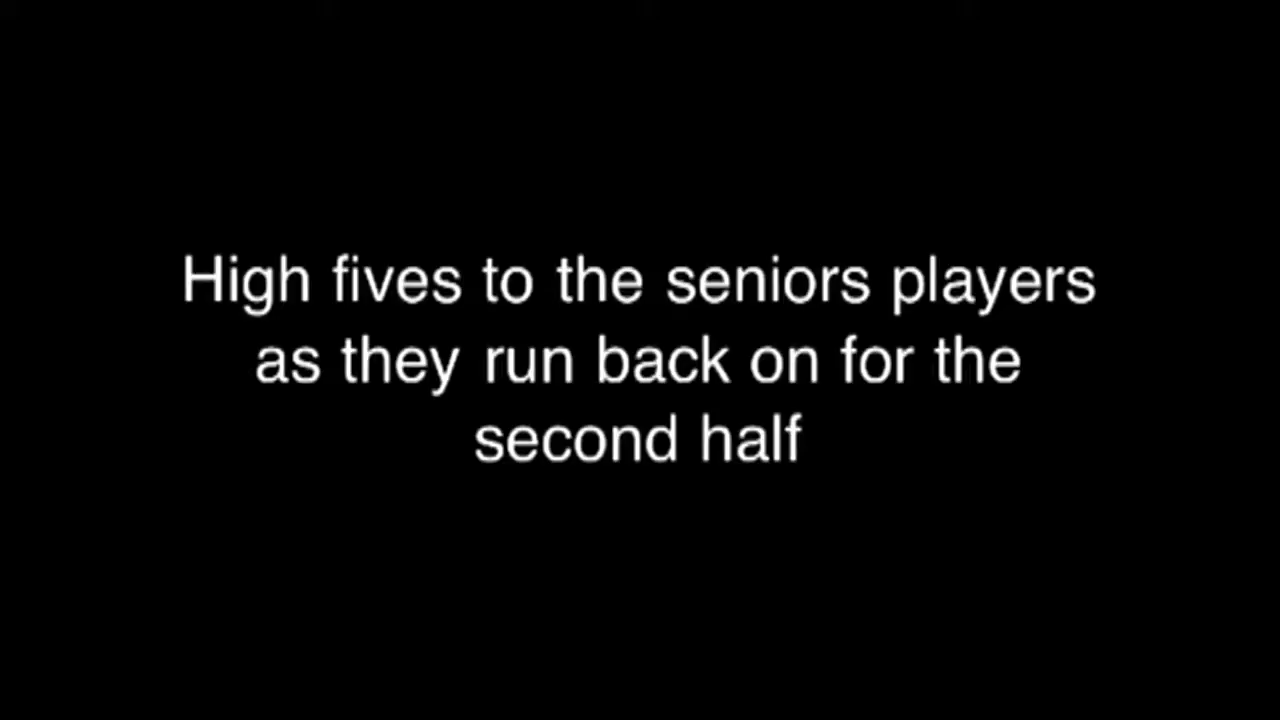 High fives to the seniors players
as they run back on for the
second half